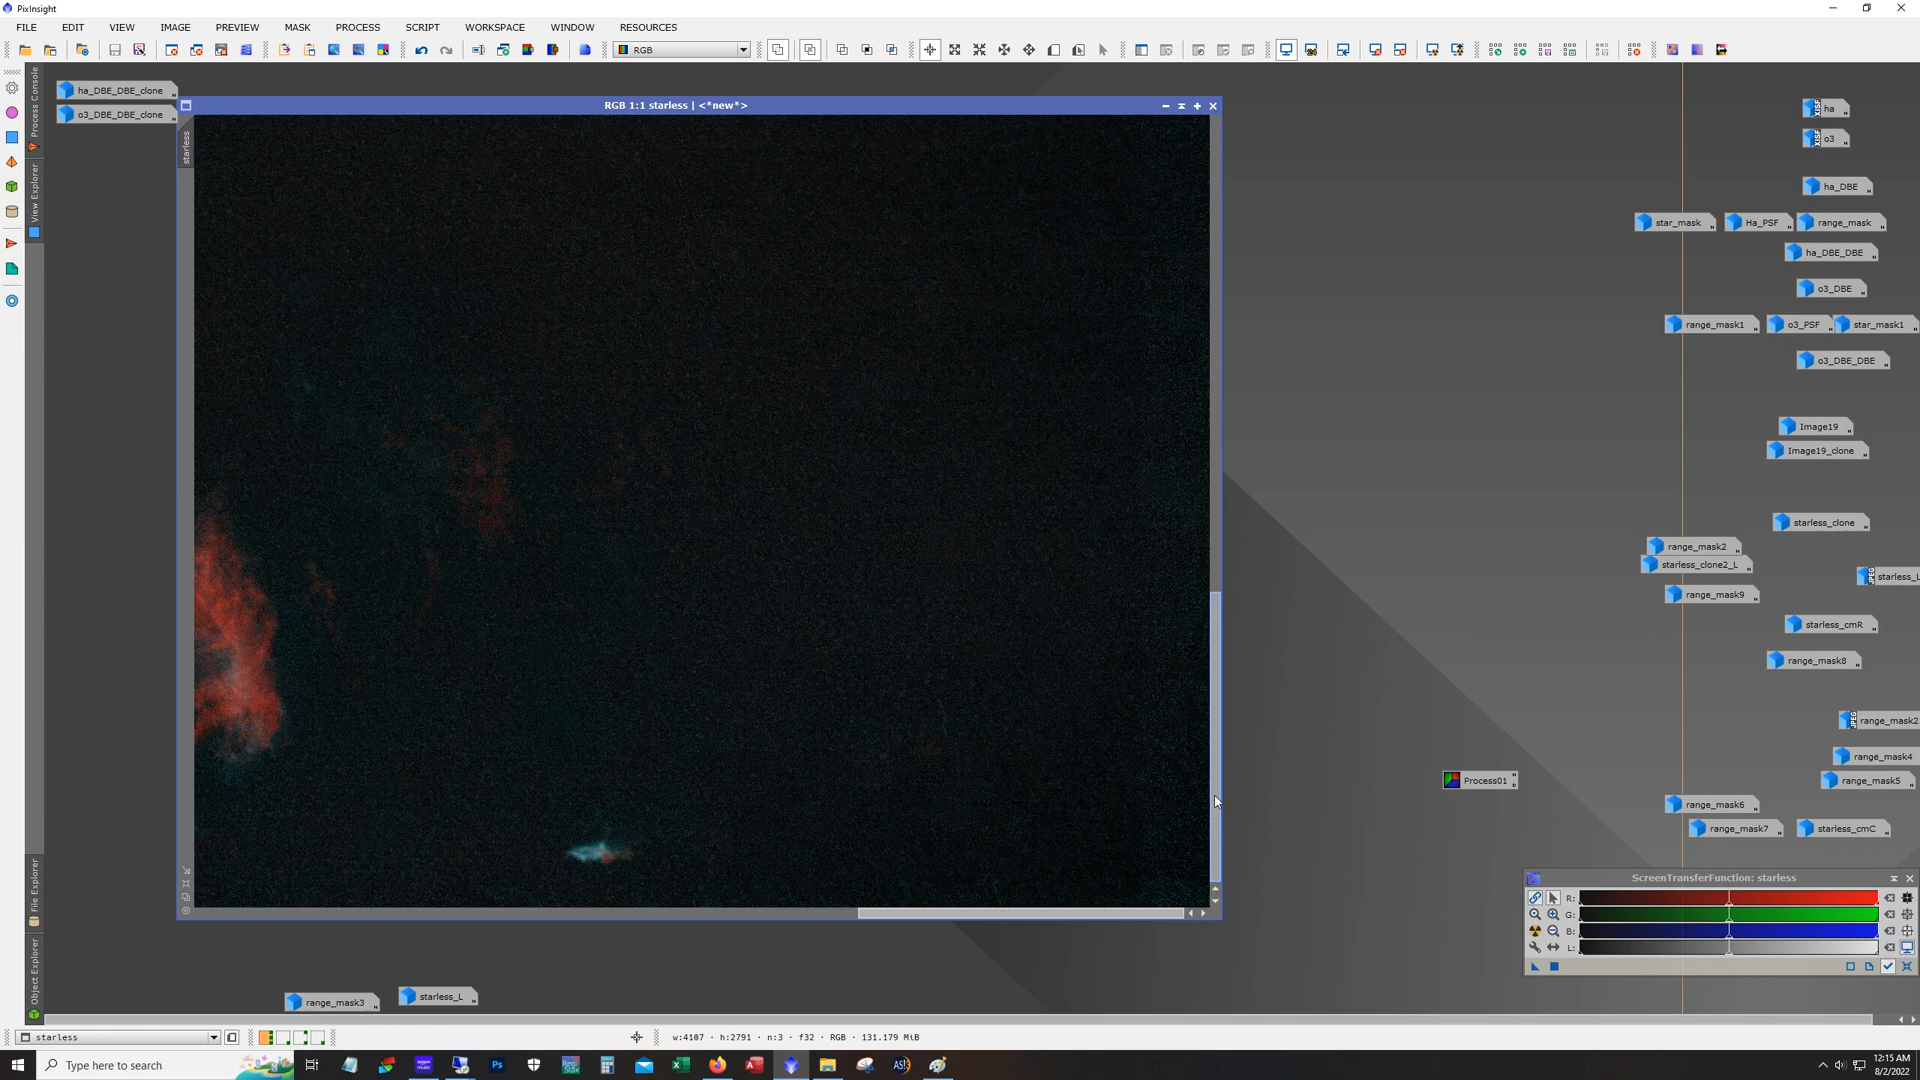 PixInsight
FILE EDIT VIEW IMAGE PREVIEW MASK PROCESS SCRIPT WORKSPACE WINDOW RESOURCES
RGB
Process Console
View Explorer
File Explorer
Object Explorer
ha_DBE_DBE_clone
o3_DBE_DBE_clone
RGB 1:1 starless | <*new*>
starless
ha
o3
ha_DBE
star_mask Ha_PSF range_mask
ha_DBE_DBE
o3_DBE
range_mask1 o3_PSF star_mask1
o3_DBE_DBE
Image19
Image19_clone
starless_clone
range_mask2
starless_clone2_L
starless_L
range_mask9
starless_cmR
range_mask8
range_mask2
range_mask4
Process01 range_mask5
range_mask6
range_mask7 starless_cmC
ScreenTransferFunction: starless
R:
G:
B:
L:
range_mask3 starless_L
starless
w:4107 · h:2791 · n:3 · f32 · RGB · 131.179 MiB
Type here to search
12:15 AM
8/2/2022